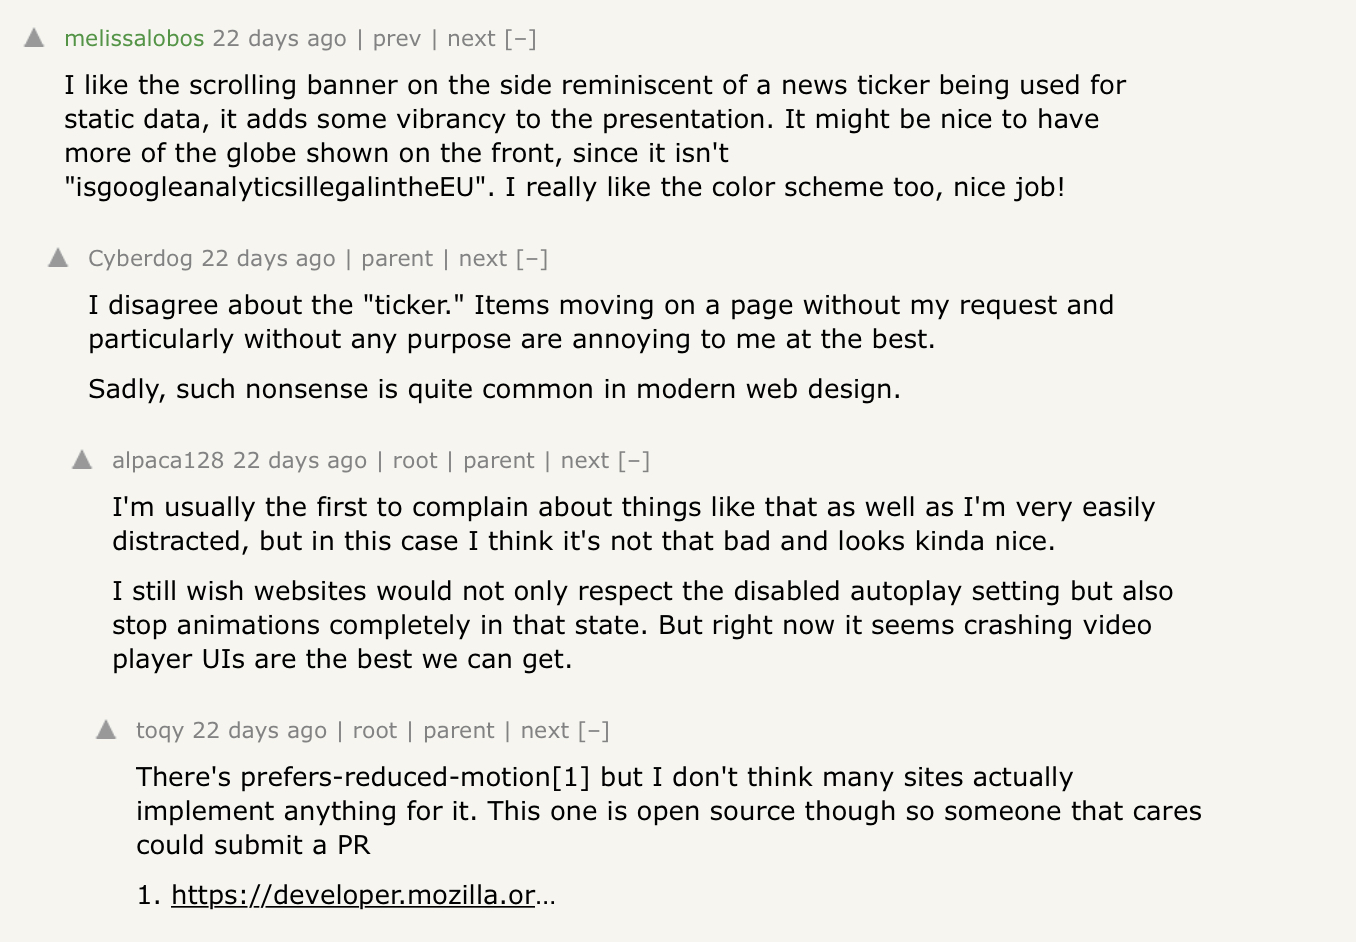 melissalobos 22 days ago | prev | next [–]
I like the scrolling banner on the side reminiscent of a news ticker being used for
static data, it adds some vibrancy to the presentation. It might be nice to have
more of the globe shown on the front, since it isn't
"isgoogleanalyticsillegalintheEU". I really like the color scheme too, nice job!
Cyberdog 22 days ago | parent | next [–]
I disagree about the "ticker." Items moving on a page without my request and
particularly without any purpose are annoying to me at the best.
Sadly, such nonsense is quite common in modern web design.
alpaca128 22 days ago | root | parent | next [–]
I'm usually the first to complain about things like that as well as I'm very easily
distracted, but in this case I think it's not that bad and looks kinda nice.
I still wish websites would not only respect the disabled autoplay setting but also
stop animations completely in that state. But right now it seems crashing video
player UIs are the best we can get.
toqy 22 days ago | root | parent | next [–]
There's prefers-reduced-motion[1] but I don't think many sites actually
implement anything for it. This one is open source though so someone that cares
could submit a PR
1. https://developer.mozilla.or...